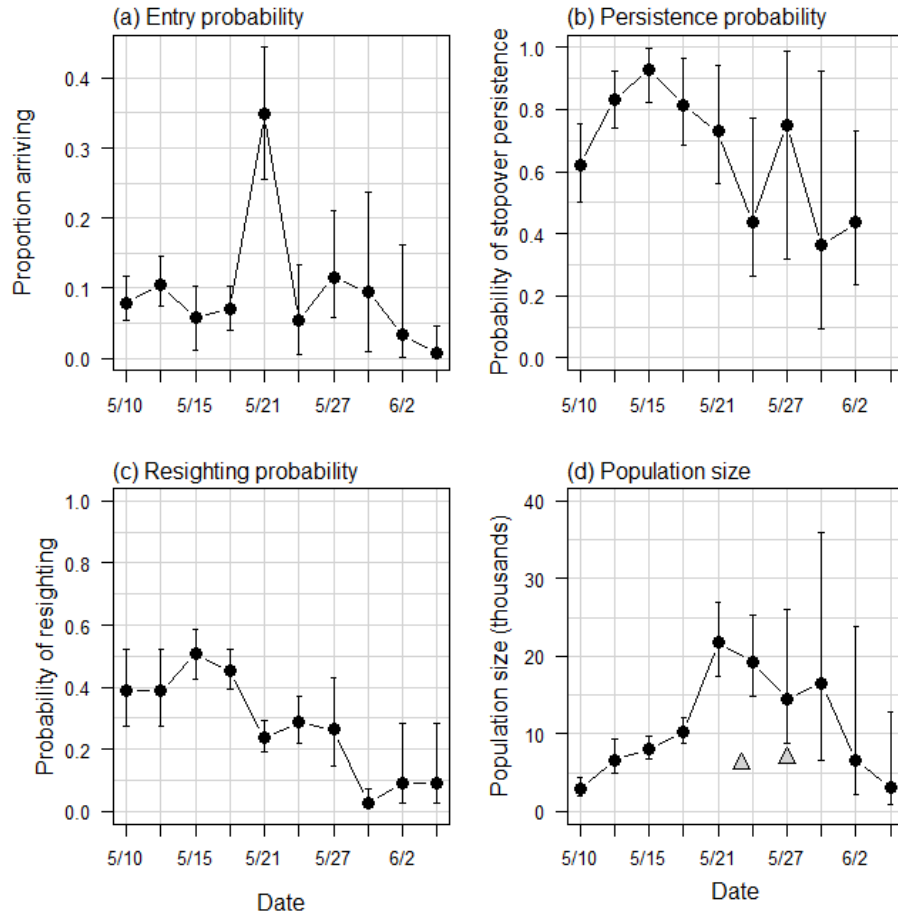 (a) Entry probability
Proportion arriving
0.4
0.3
0.2
0.1
0.0
5/10 5/15 5/21 5/27 6/2
(b) Persistence probability
Probability of stopover persistence
1.0
0.8
0.6
0.4
0.2
0.0
5/10 5/15 5/21 5/27 6/2
(c) Resighting probability
Probability of resighting
1.0
0.8
0.6
0.4
0.2
0.0
5/10 5/15 5/21 5/27 6/2
Date
(d) Population size
Population size (thousands)
40
30
20
10
0
5/10 5/15 5/21 5/27 6/2
Date